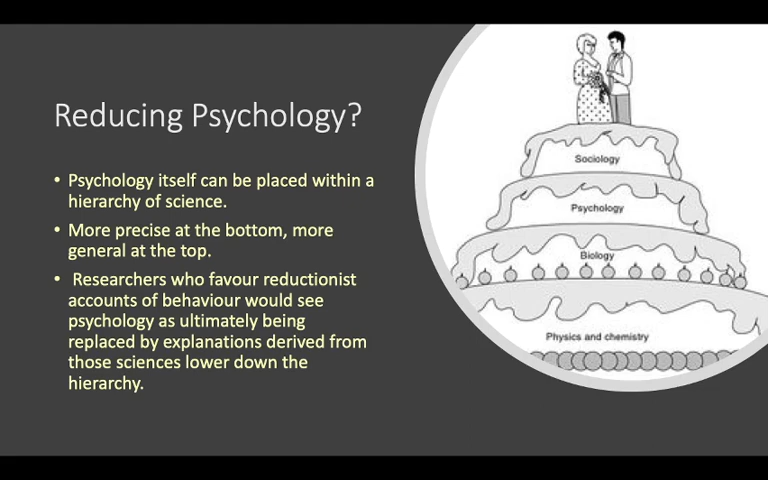 Reducing Psychology?
• Psychology itself can be placed within a
hierarchy of science.
• More precise at the bottom, more
general at the top.
• Researchers who favour reductionist
accounts of behaviour would see
psychology as ultimately being
replaced by explanations derived from
those sciences lower down the
hierarchy.
Sociology
Psychology
Biology
Physics and chemistry